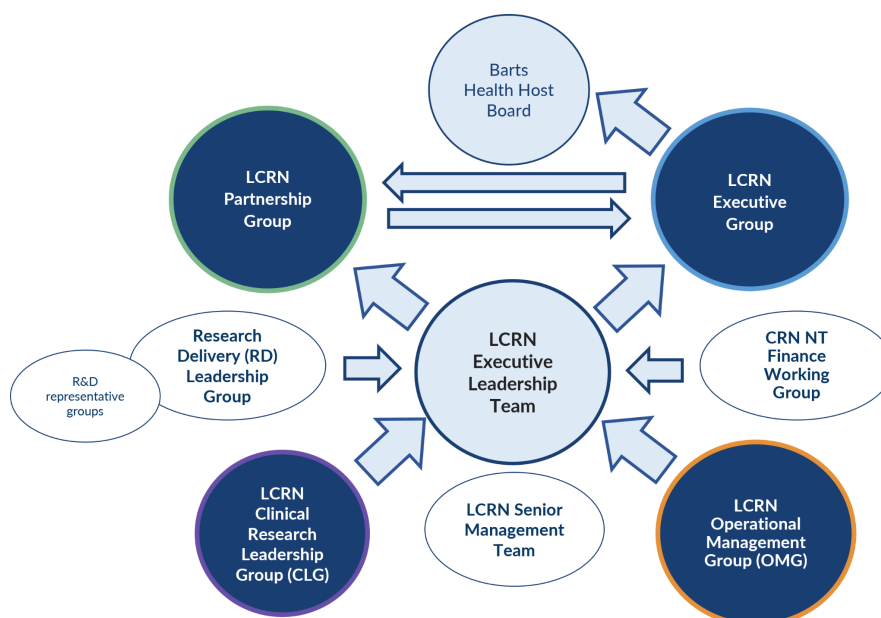 Barts
Health Host
Board
LCRN
Partnership
Group
LCRN
Executive
Group
LCRN
Executive
Leadership
Team
Research
Delivery (RD)
Leadership
Group
R&D
representative
groups
CRN NT
Finance
Working
Group
LCRN
Clinical
Research
Leadership
Group (CLG)
LCRN Senior
Management
Team
LCRN
Operational
Management
Group (OMG)